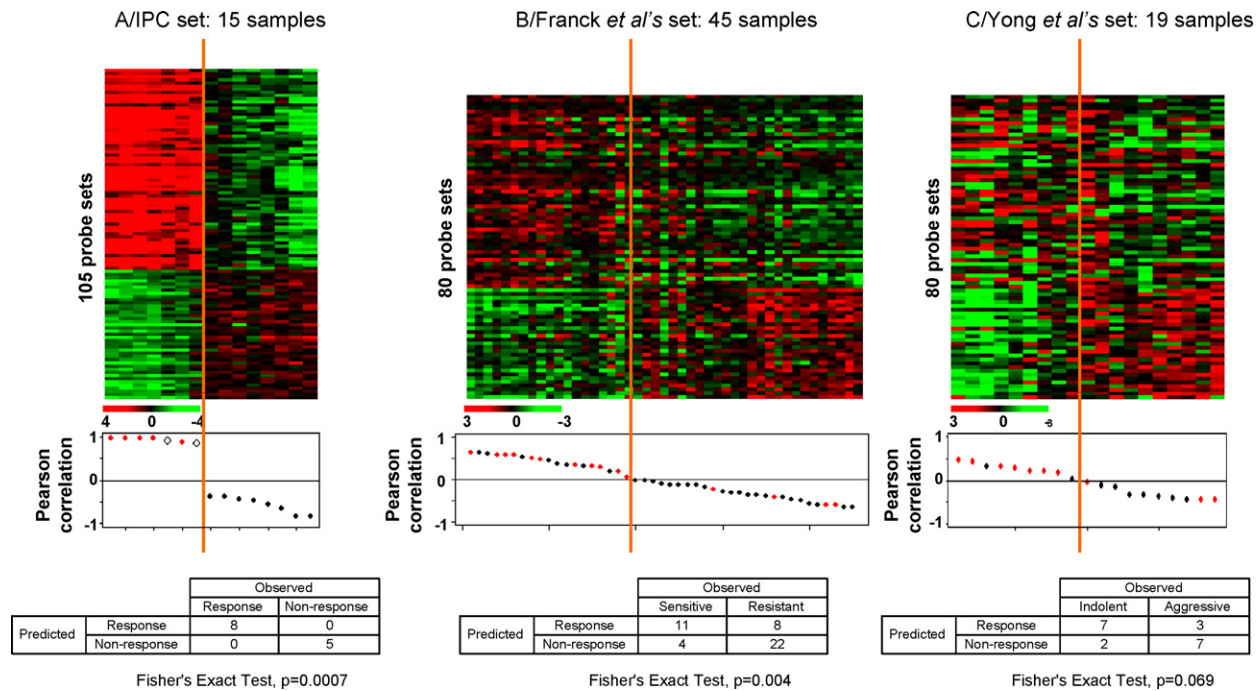 A/IPC set: 15 samples
105 probe sets
4 0 -4
Pearson correlation
1
0
-1
Observed
Response Non-response
Predicted Response 8 0
Non-response 0 5
Fisher's Exact Test, p=0.0007
B/Franck et al's set: 45 samples
80 probe sets
3 0 -3
Pearson correlation
1
0
-1
Observed
Sensitive Resistant
Predicted Response 11 8
Non-response 4 22
Fisher's Exact Test, p=0.004
C/Yong et al's set: 19 samples
80 probe sets
3 0 -3
Pearson correlation
1
0
-1
Observed
Indolent Aggressive
Predicted Response 7 3
Non-response 2 7
Fisher's Exact Test, p=0.069